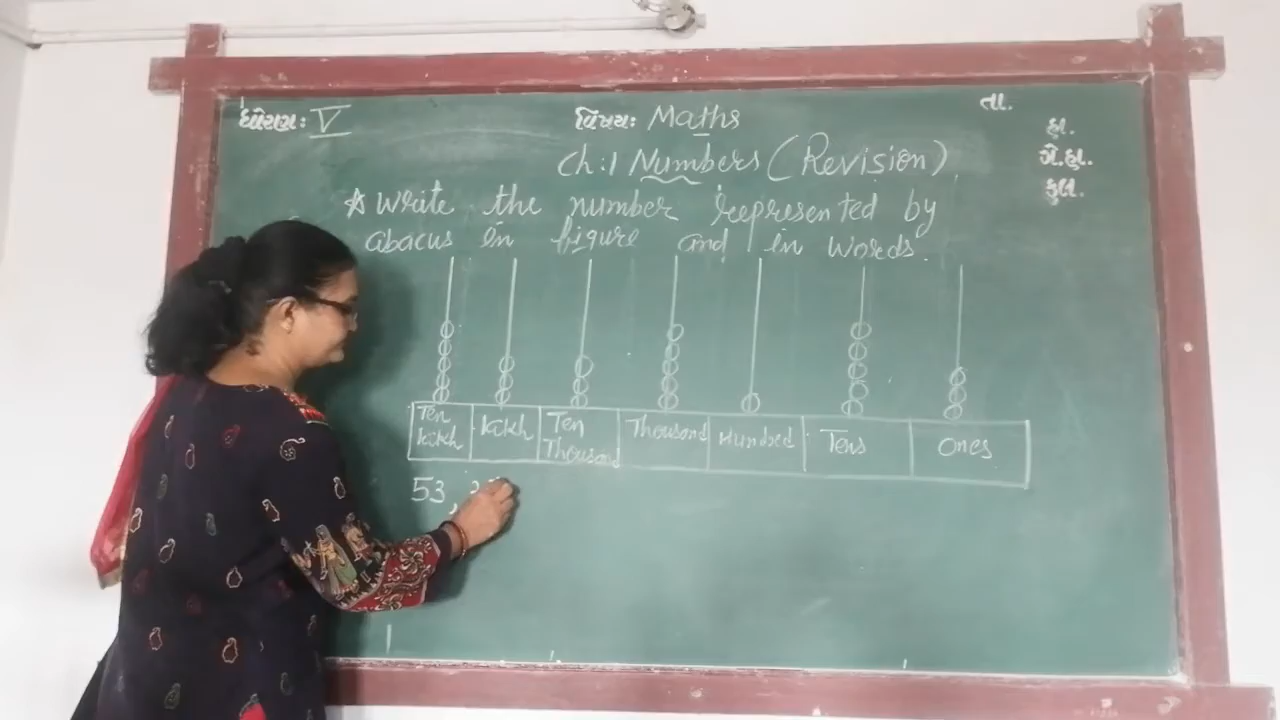 ધોરણ: V
વિષય: Maths
તા.
Ch:1 Numbers (Revision)
હા.
ગે.હા.
કુલ.
* Write the number represented by
abacus in figure and in words.
Ten Lakh
Lakh
Ten Thousand
Thousand
Hundred
Tens
Ones
53,